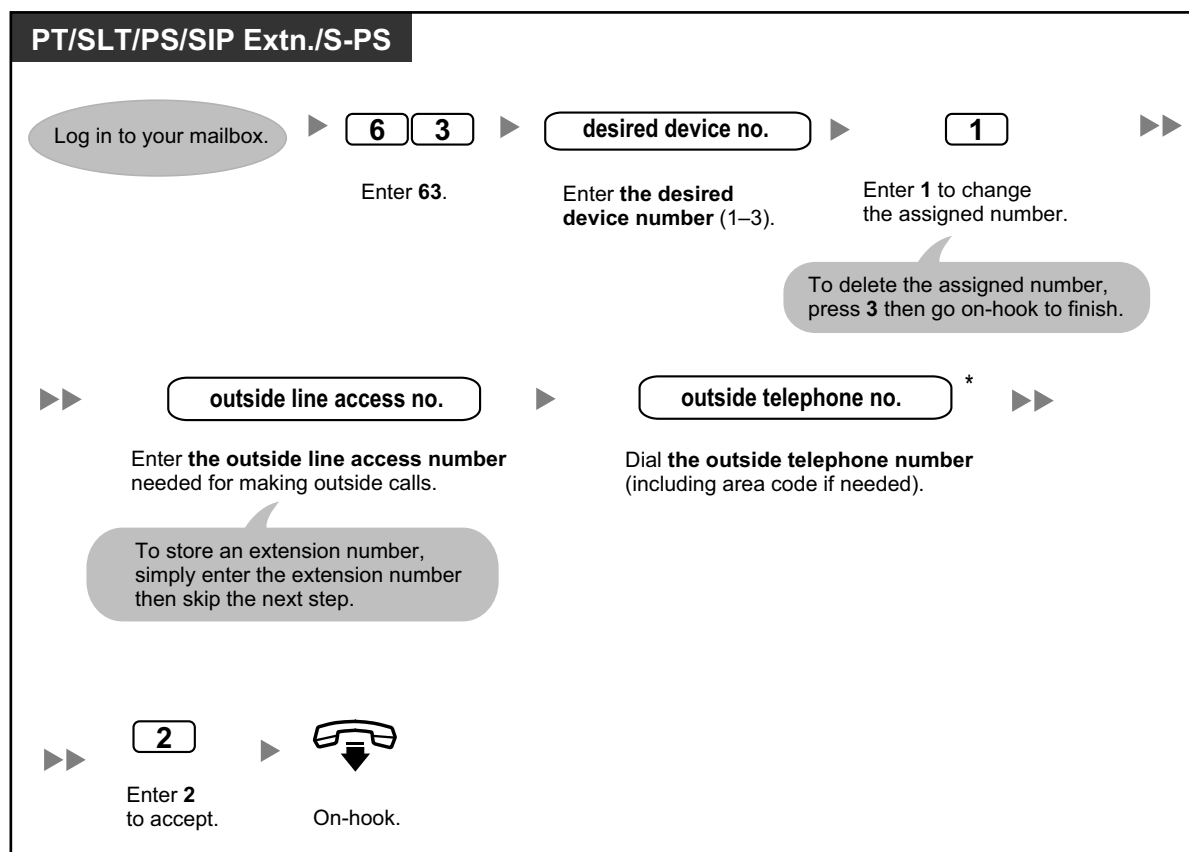 PT/SLT/PS/SIP Extn./S-PS
Log in to your mailbox.
6 3
desired device no.
1
Enter 63.
Enter the desired
device number (1–3).
Enter 1 to change
the assigned number.
To delete the assigned number,
press 3 then go on-hook to finish.
outside line access no.
outside telephone no. *
Enter the outside line access number
needed for making outside calls.
Dial the outside telephone number
(including area code if needed).
To store an extension number,
simply enter the extension number
then skip the next step.
2
Enter 2
to accept.
On-hook.